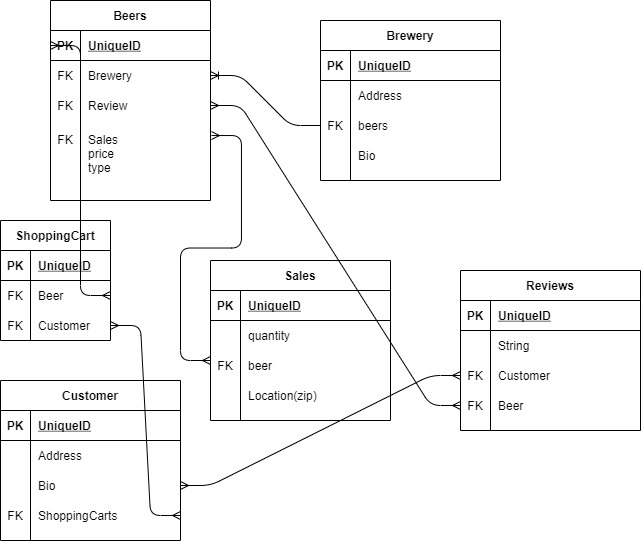 Beers
PK UniqueID
FK Brewery
FK Review
FK Sales
price
type
Brewery
PK UniqueID
Address
FK beers
Bio
ShoppingCart
PK UniqueID
FK Beer
FK Customer
Sales
PK UniqueID
quantity
FK beer
Location(zip)
Reviews
PK UniqueID
String
FK Customer
FK Beer
Customer
PK UniqueID
Address
Bio
FK ShoppingCarts